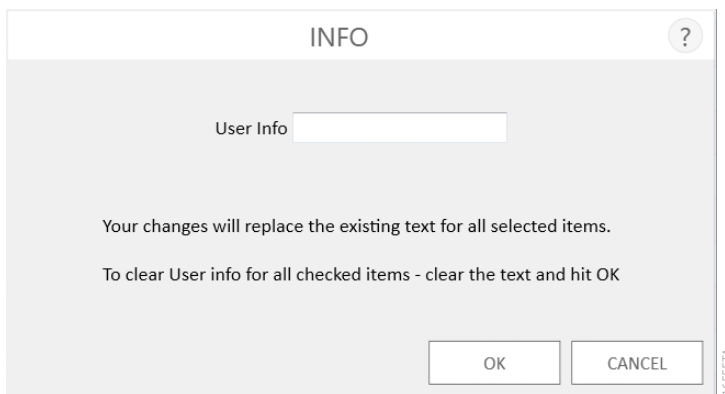 INFO
?
User Info
Your changes will replace the existing text for all selected items.
To clear User info for all checked items - clear the text and hit OK
OK
CANCEL